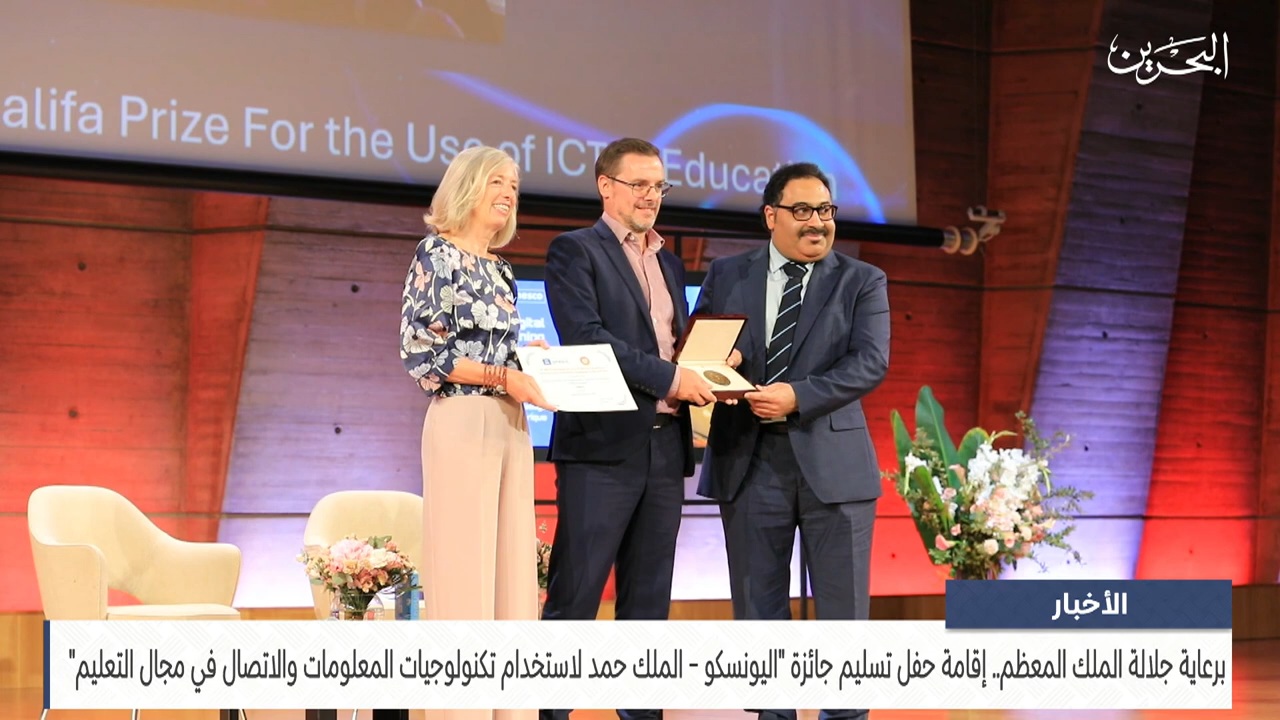 البحرين
alifa Prize For the Use of ICT Education
الأخبار
برعاية جلالة الملك المعظم.. إقامة حفل تسليم جائزة "اليونسكو - الملك حمد لاستخدام تكنولوجيات المعلومات والاتصال في مجال التعليم"